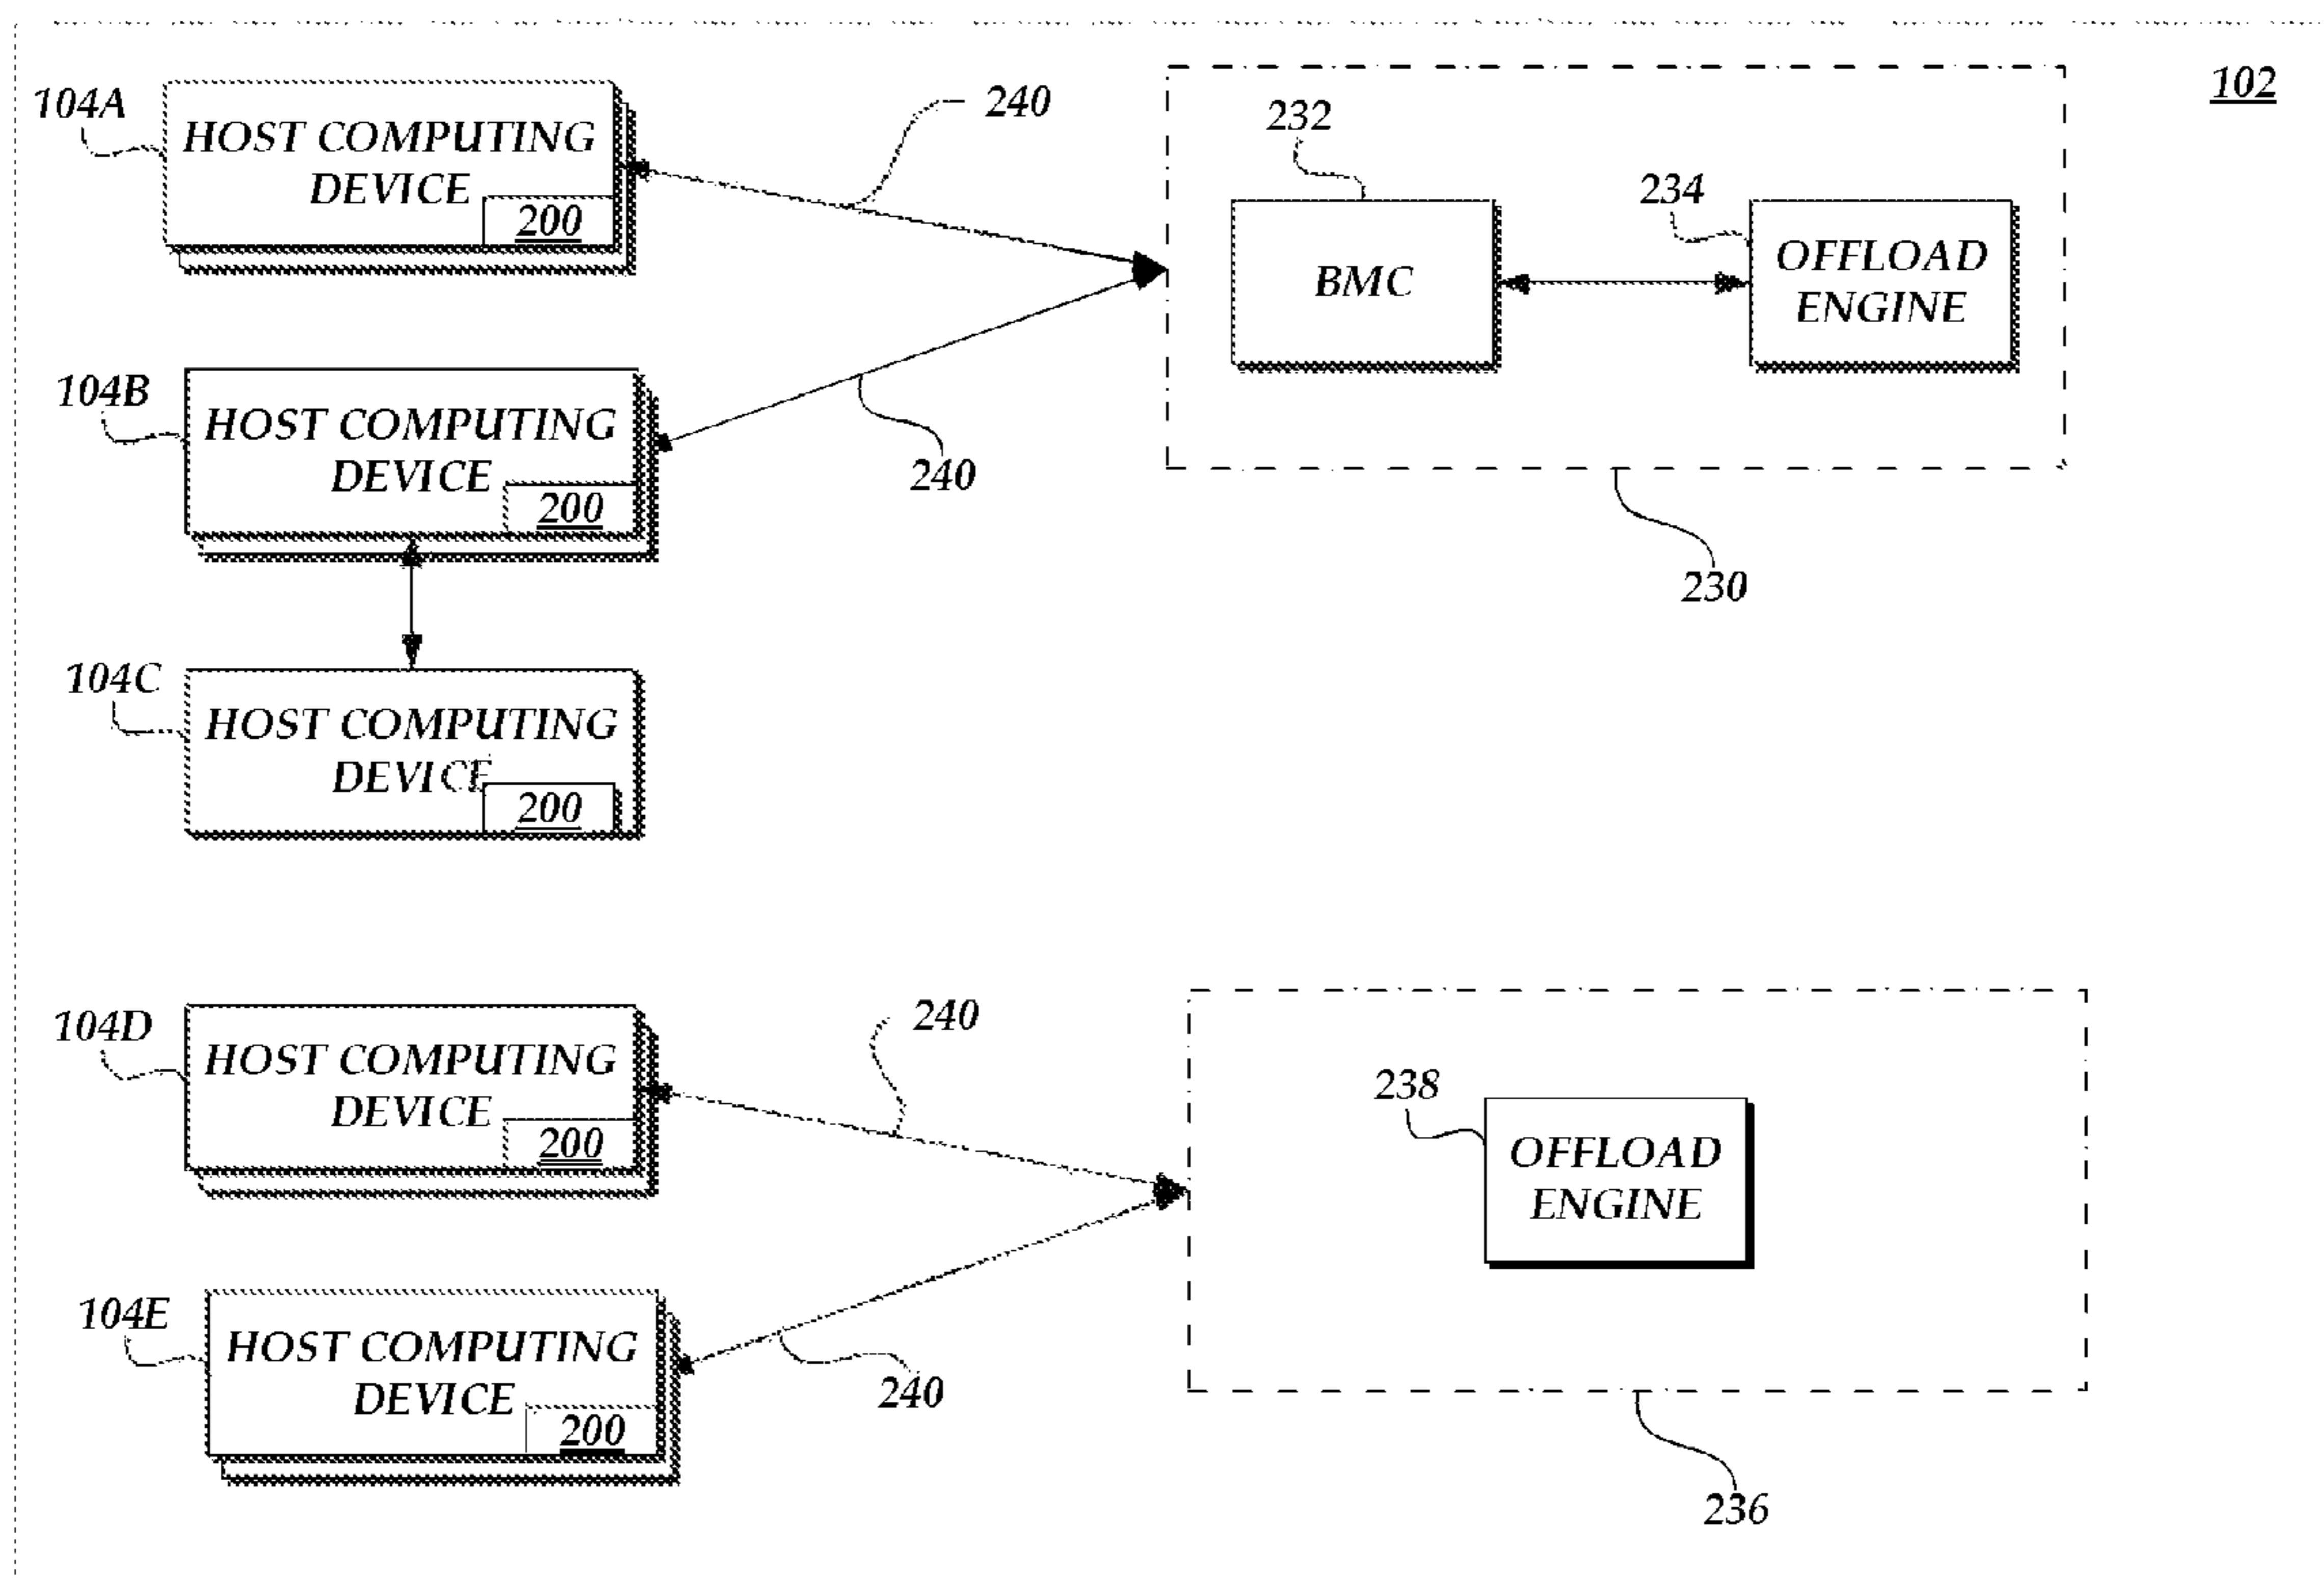 102
104A
HOST COMPUTING
DEVICE
200
240
232
BMC
234
OFFLOAD
ENGINE
230
104B
HOST COMPUTING
DEVICE
200
240
104C
HOST COMPUTING
DEVICE
200
104D
HOST COMPUTING
DEVICE
200
240
238
OFFLOAD
ENGINE
236
104E
HOST COMPUTING
DEVICE
200
240